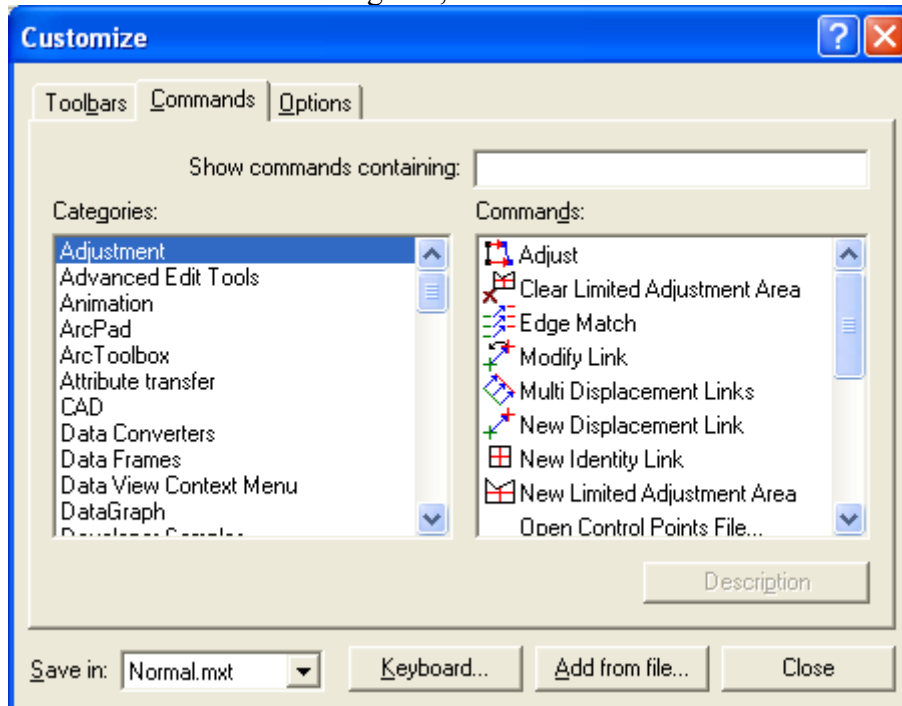 Customize
Toolbars Commands Options
Show commands containing:
Categories:
Adjustment
Advanced Edit Tools
Animation
ArcPad
ArcToolbox
Attribute transfer
CAD
Data Converters
Data Frames
Data View Context Menu
DataGraph
Commands:
Adjust
Clear Limited Adjustment Area
Edge Match
Modify Link
Multi Displacement Links
New Displacement Link
New Identity Link
New Limited Adjustment Area
Open Control Points File...
Description
Save in: Normal.mxt Keyboard... Add from file... Close